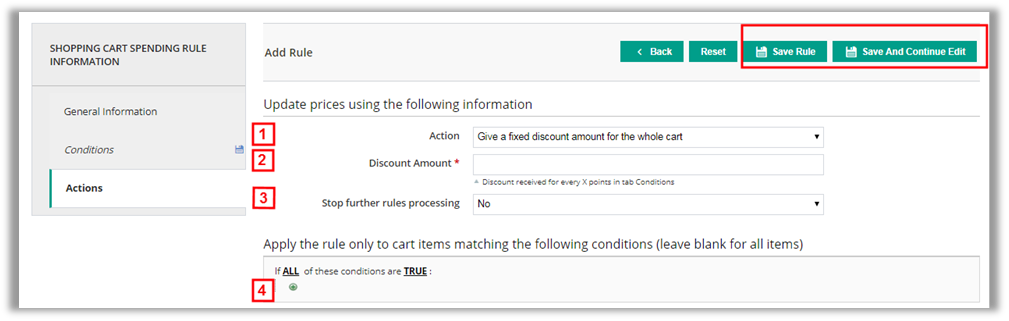 SHOPPING CART SPENDING RULE
INFORMATION
General Information
Conditions
Actions
Add Rule
Back
Reset
Save Rule
Save And Continue Edit
Update prices using the following information
1
Action
Give a fixed discount amount for the whole cart
2
Discount Amount *
Discount received for every X points in tab Conditions
3
Stop further rules processing
No
Apply the rule only to cart items matching the following conditions (leave blank for all items)
If ALL of these conditions are TRUE :
4